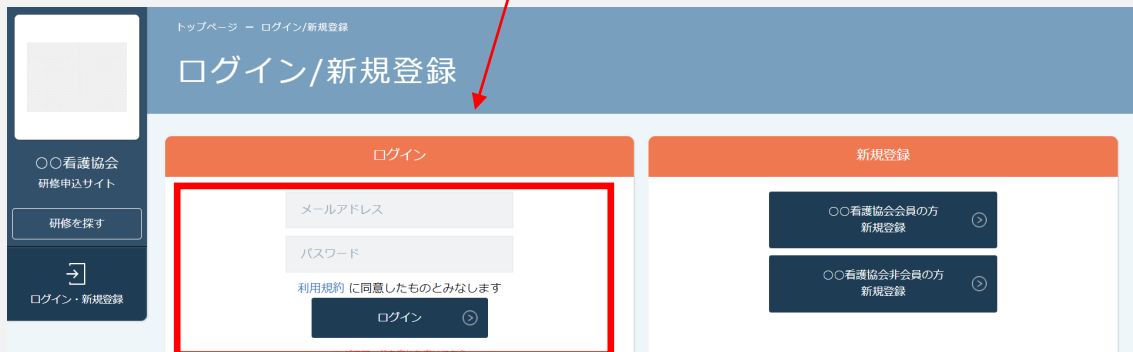 トップページ － ログイン/新規登録
ログイン/新規登録
○○看護協会
研修申込サイト
研修を探す
ログイン・新規登録
ログイン
メールアドレス
パスワード
利用規約 に同意したものとみなします
ログイン
新規登録
○○看護協会会員の方
新規登録
○○看護協会非会員の方
新規登録